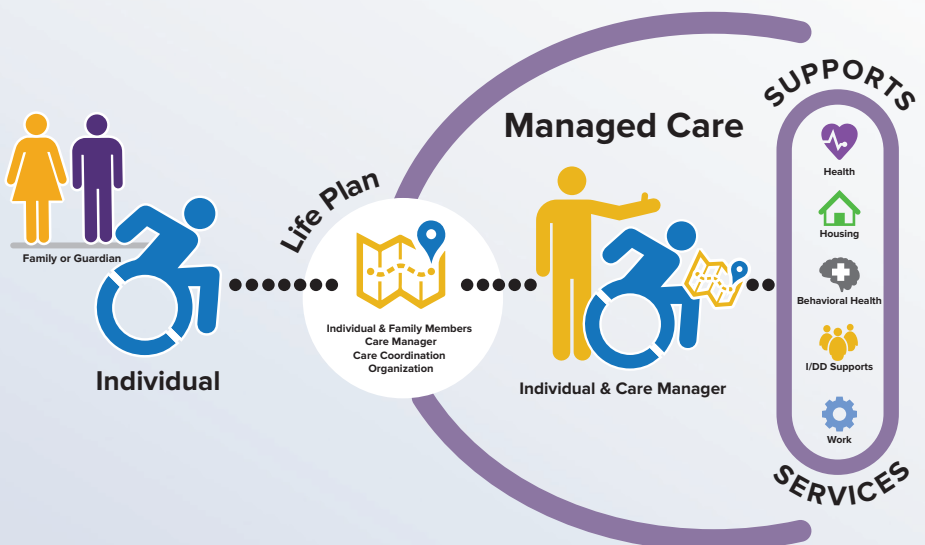 Family or Guardian
Individual
Life Plan
Individual & Family Members
Care Manager
Care Coordination
Organization
Managed Care
Individual & Care Manager
SUPPORTS
Health
Housing
Behavioral Health
I/DD Supports
Work
SERVICES